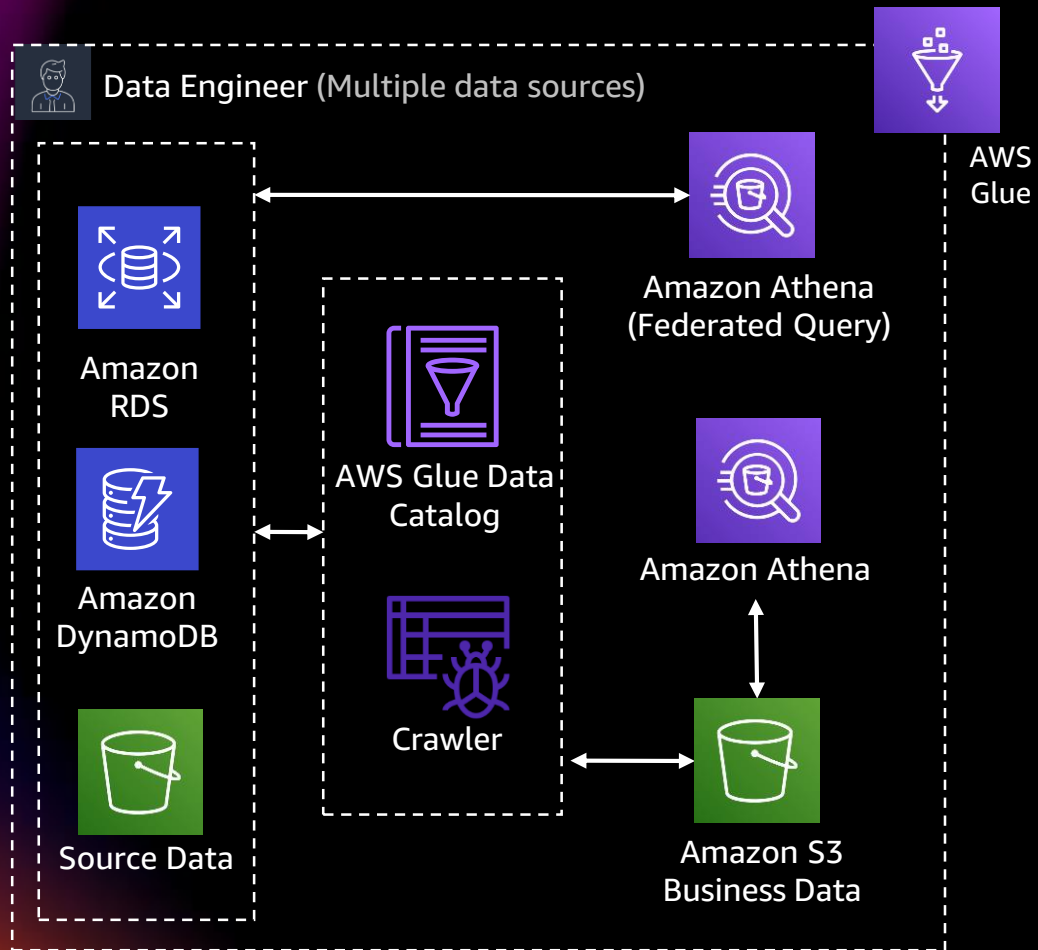 Data Engineer (Multiple data sources)
AWS
Glue
Amazon
RDS
Amazon
DynamoDB
Source Data
AWS Glue Data
Catalog
Crawler
Amazon Athena
(Federated Query)
Amazon Athena
Amazon S3
Business Data